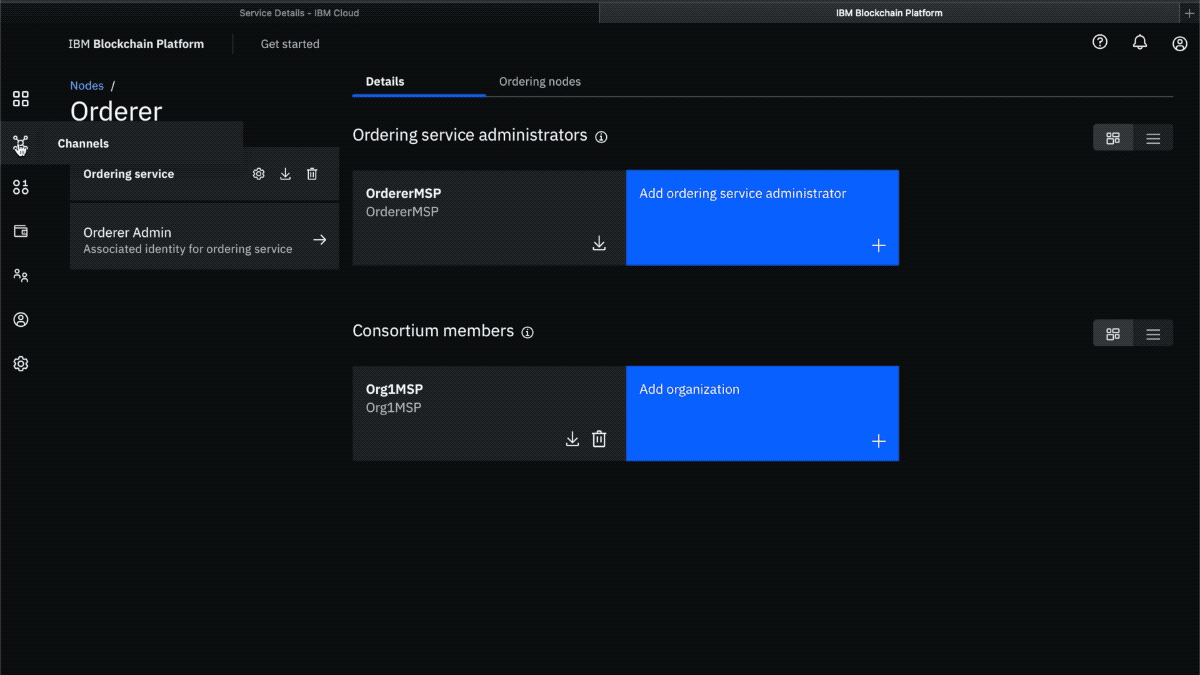 Service Details - IBM Cloud
IBM Blockchain Platform
IBM Blockchain Platform
Get started
Nodes /
Orderer
Channels
Ordering service
Orderer Admin
Associated identity for ordering service
Details
Ordering nodes
Ordering service administrators
OrdererMSP
OrdererMSP
Add ordering service administrator
Consortium members
Org1MSP
Org1MSP
Add organization